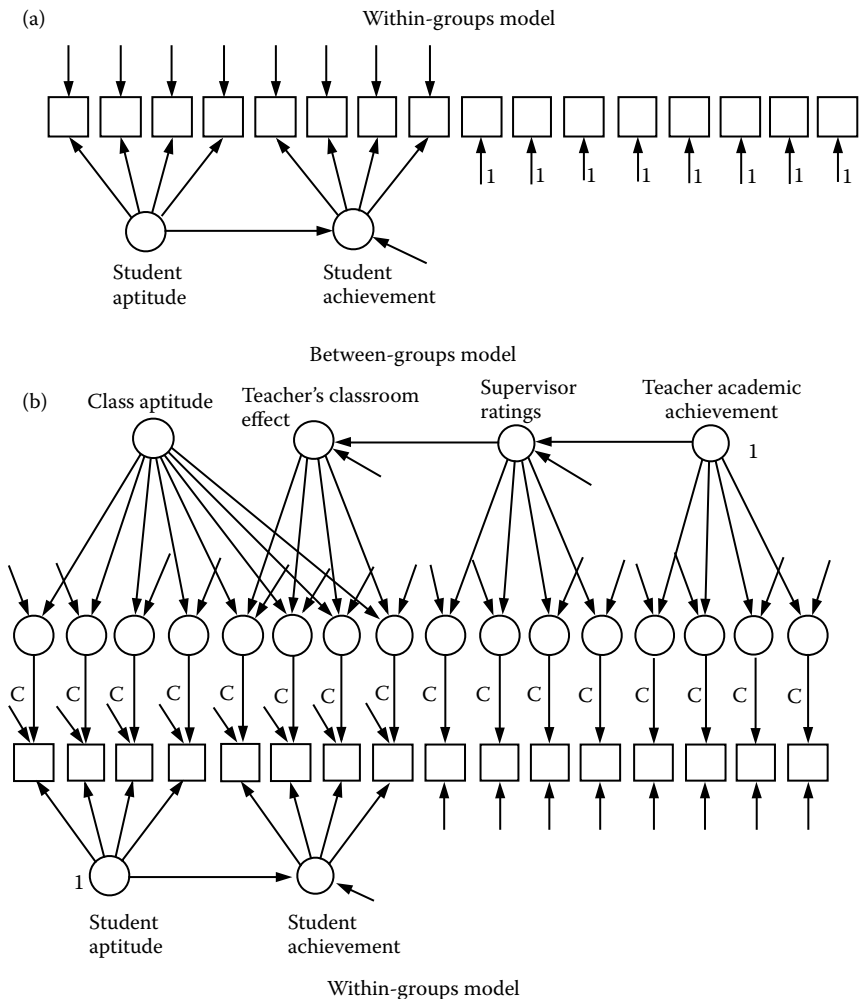 (a)
Within-groups model
1 1 1 1 1 1 1 1
Student
aptitude
Student
achievement
Between-groups model
(b)
Class aptitude
Teacher's classroom
effect
Supervisor
ratings
Teacher academic
achievement
1
C C C C C C C C C C C C C C C C
1
Student
aptitude
Student
achievement
Within-groups model